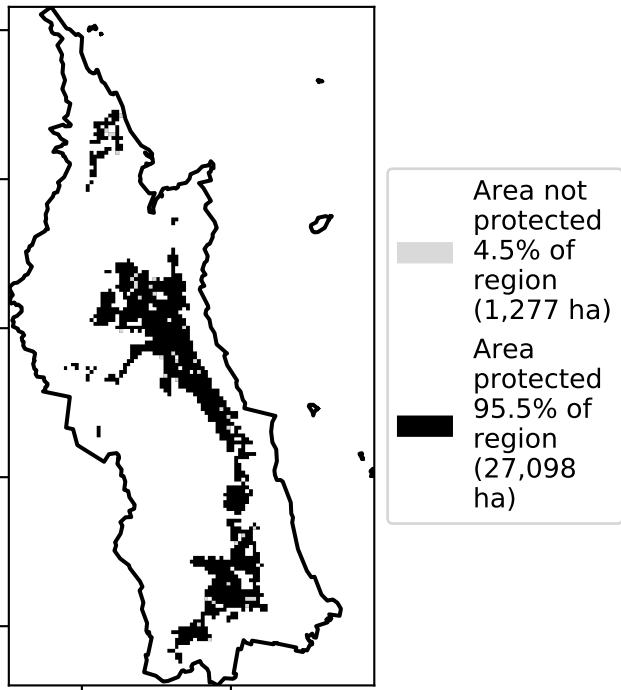 Area not
protected
4.5% of
region
(1,277 ha)
Area
protected
95.5% of
region
(27,098
ha)